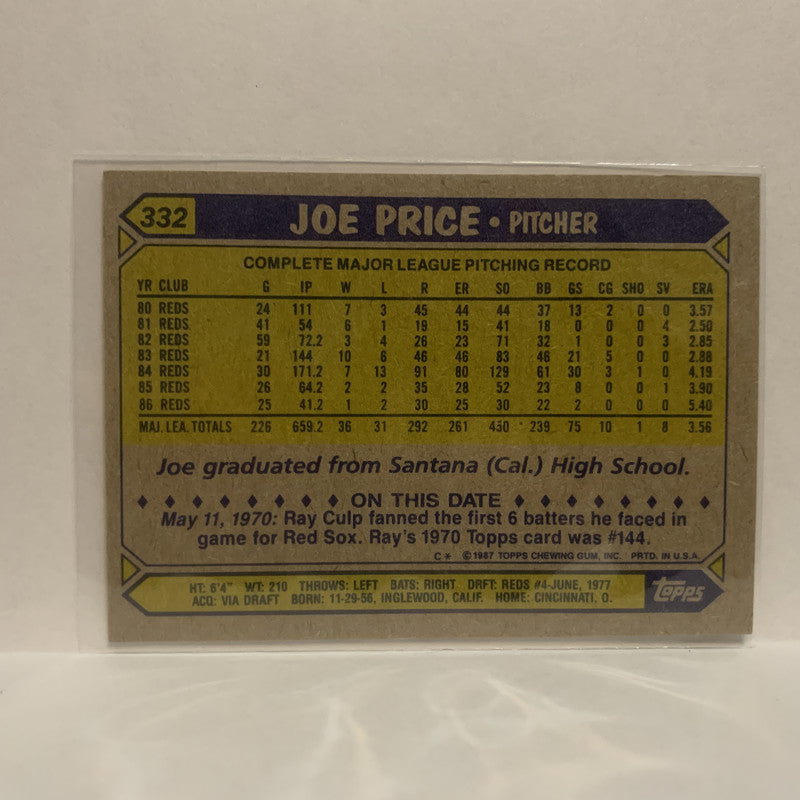 332 JOE PRICE • PITCHER
COMPLETE MAJOR LEAGUE PITCHING RECORD
YR CLUB G IP W L R ER SO BB GS CG SHO SV ERA
80 REDS 24 111 7 3 45 44 44 37 13 2 0 0 3.57
81 REDS 41 54 6 1 19 15 41 18 0 0 0 4 2.50
82 REDS 59 72.2 3 4 26 23 71 32 1 0 0 3 2.85
83 REDS 21 144 10 6 46 46 83 46 21 5 0 0 2.88
84 REDS 30 171.2 7 13 91 80 129 61 30 3 1 0 4.19
85 REDS 26 64.2 2 2 35 28 52 23 8 0 0 1 3.90
86 REDS 25 41.2 1 2 30 25 30 22 2 0 0 0 5.40
MAJ. LEA. TOTALS 226 659.2 36 31 292 261 450 239 75 10 1 8 3.56
Joe graduated from Santana (Cal.) High School.
♦ ♦ ♦ ♦ ♦ ♦ ♦ ♦ ON THIS DATE ♦ ♦ ♦ ♦ ♦ ♦ ♦ ♦
May 11, 1970: Ray Culp fanned the first 6 batters he faced in
game for Red Sox. Ray's 1970 Topps card was #144.
C* © 1987 TOPPS CHEWING GUM, INC. PRTD. IN U.S.A.
HT: 6'4" WT: 210 THROWS: LEFT BATS: RIGHT DRFT: REDS #4-JUNE, 1977
ACQ: VIA DRAFT BORN: 11-29-56, INGLEWOOD, CALIF. HOME: CINCINNATI, O.
Topps